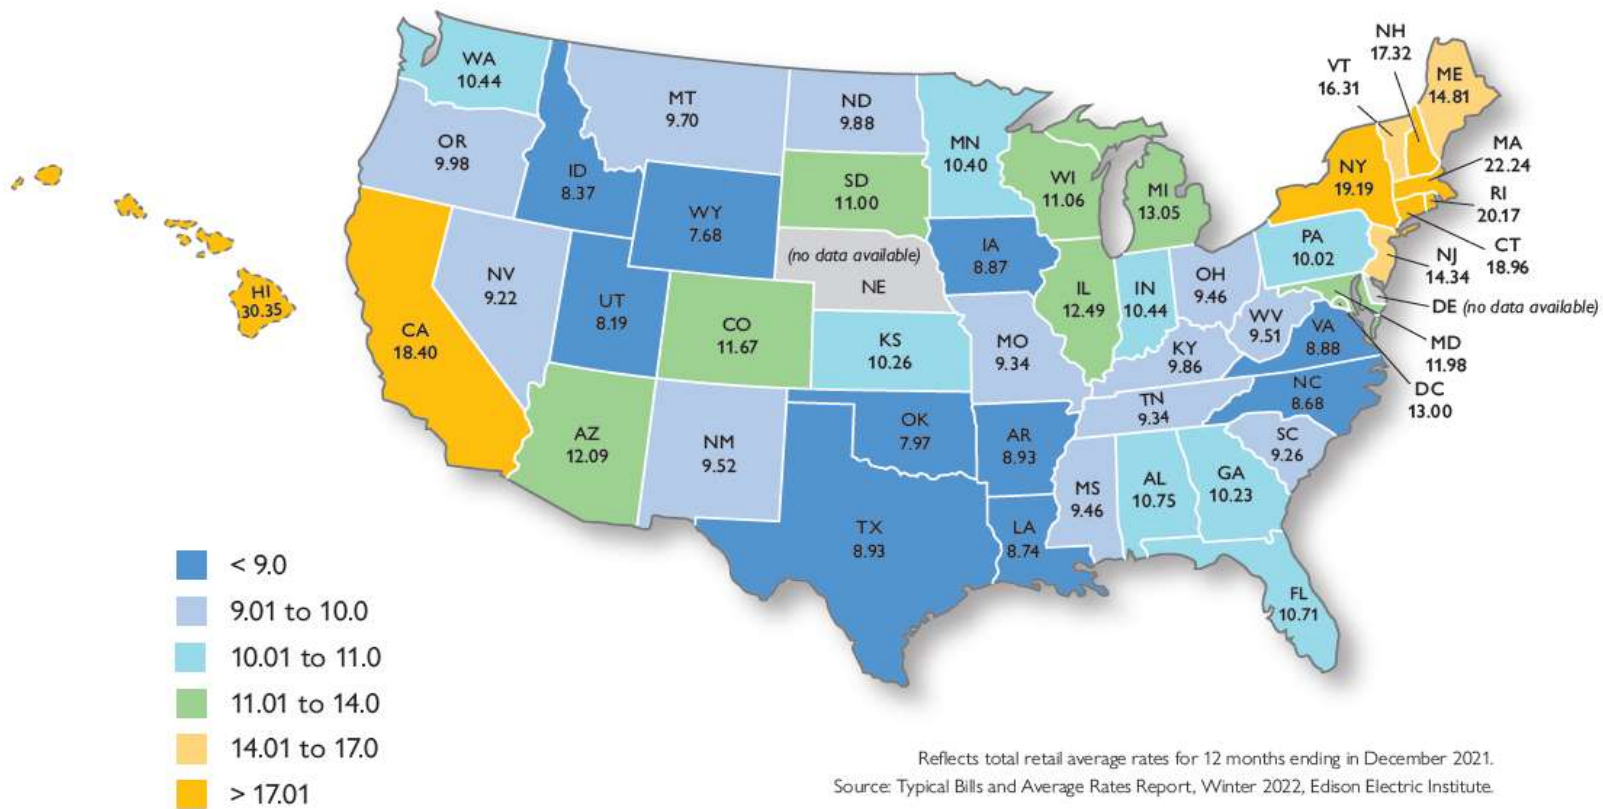 NH
17.32
VT
16.31
ME
14.81
WA
10.44
MT
9.70
ND
9.88
MN
10.40
OR
9.98
ID
8.37
SD
11.00
WI
11.06
MI
13.05
NY
19.19
MA
22.24
RI
20.17
CT
18.96
WY
7.68
(no data available)
NE
IA
8.87
PA
10.02
NJ
14.34
DE (no data available)
NV
9.22
UT
8.19
CO
11.67
KS
10.26
MO
9.34
IL
12.49
IN
10.44
OH
9.46
WV
9.51
VA
8.88
MD
11.98
DC
13.00
HI
30.35
CA
18.40
KY
9.86
NC
8.68
TN
9.34
AZ
12.09
NM
9.52
OK
7.97
AR
8.93
SC
9.26
MS
9.46
AL
10.75
GA
10.23
TX
8.93
LA
8.74
FL
10.71
< 9.0
9.01 to 10.0
10.01 to 11.0
11.01 to 14.0
14.01 to 17.0
> 17.01
Reflects total retail average rates for 12 months ending in December 2021.
Source: Typical Bills and Average Rates Report, Winter 2022, Edison Electric Institute.